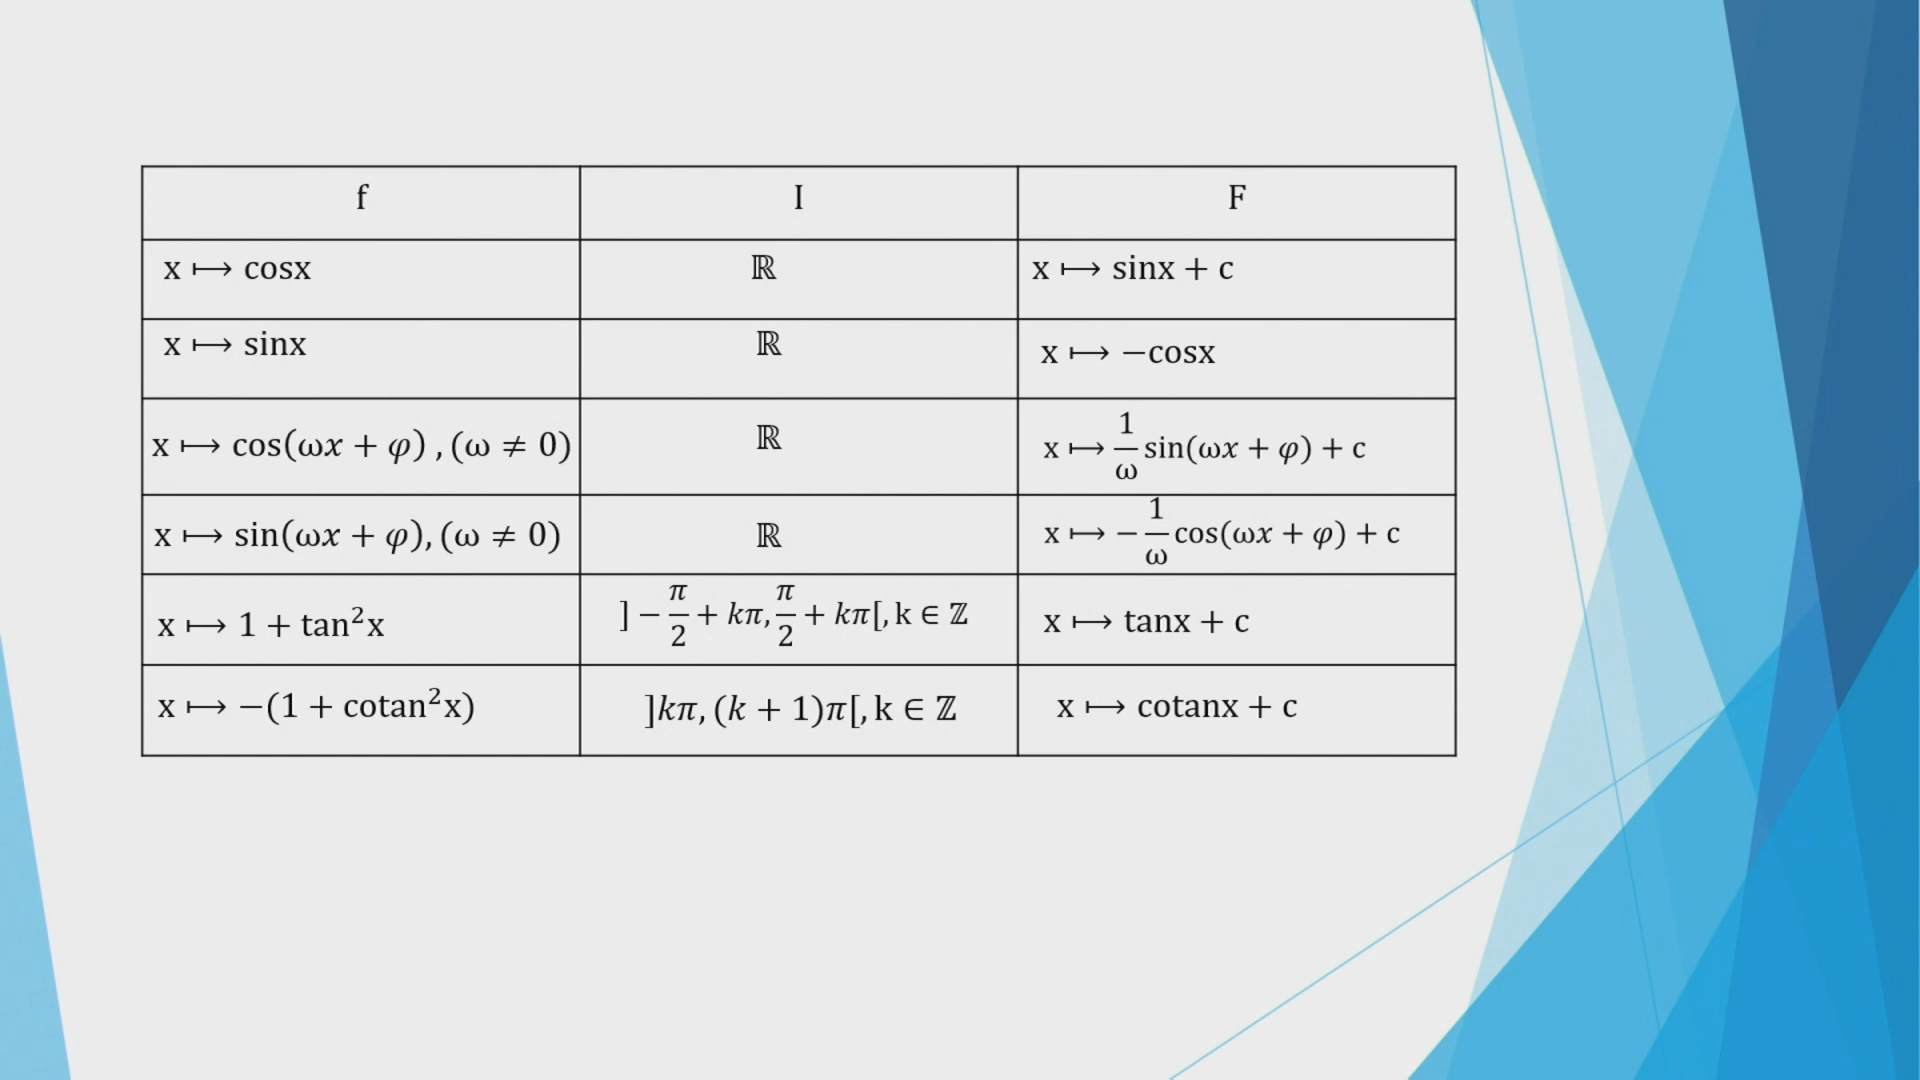 f I F
x ⟼ cosx ℝ x ⟼ sinx + c
x ⟼ sinx ℝ x ⟼ −cosx
x ⟼ cos(ωx + φ) , (ω ≠ 0) ℝ x ⟼ 1/ω sin(ωx + φ) + c
x ⟼ sin(ωx + φ), (ω ≠ 0) ℝ x ⟼ − 1/ω cos(ωx + φ) + c
x ⟼ 1 + tan²x ] − π/2 + kπ, π/2 + kπ[, k ∈ ℤ x ⟼ tanx + c
x ⟼ −(1 + cotan²x) ]kπ, (k + 1)π[, k ∈ ℤ x ⟼ cotanx + c